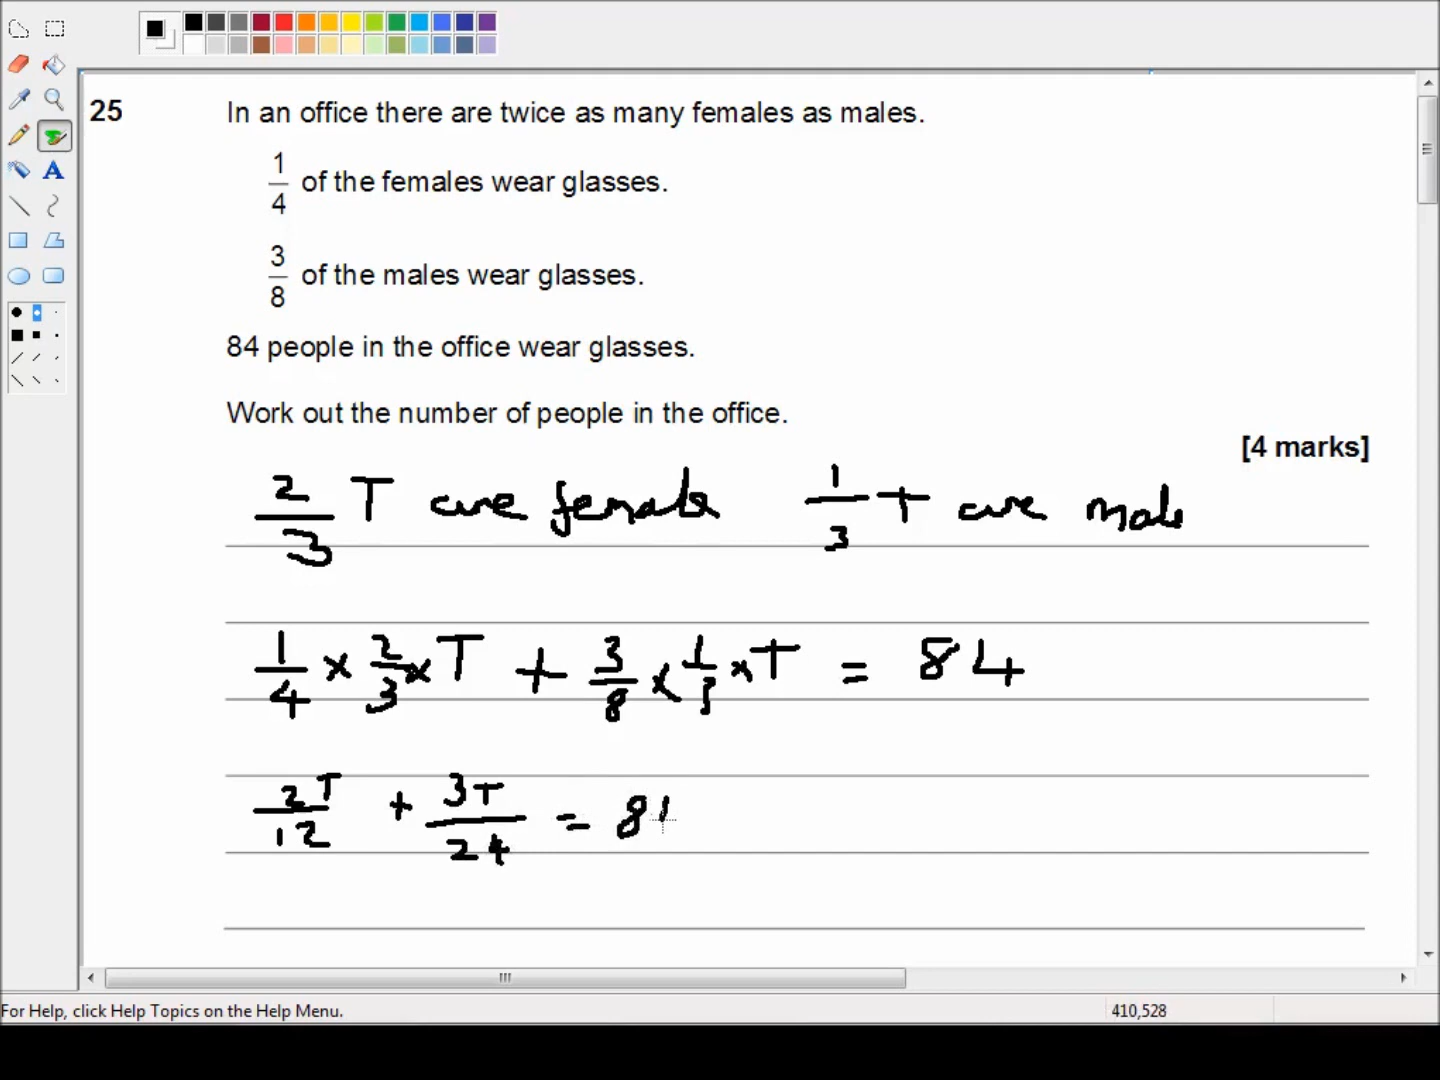 25 In an office there are twice as many females as males.
1/4 of the females wear glasses.
3/8 of the males wear glasses.
84 people in the office wear glasses.
Work out the number of people in the office.
[4 marks]
2/3 T are female 1/3 T are male
1/4 × 2/3 × T + 3/8 × 1/3 × T = 84
2T/12 + 3T/24 = 8
For Help, click Help Topics on the Help Menu. 410,528